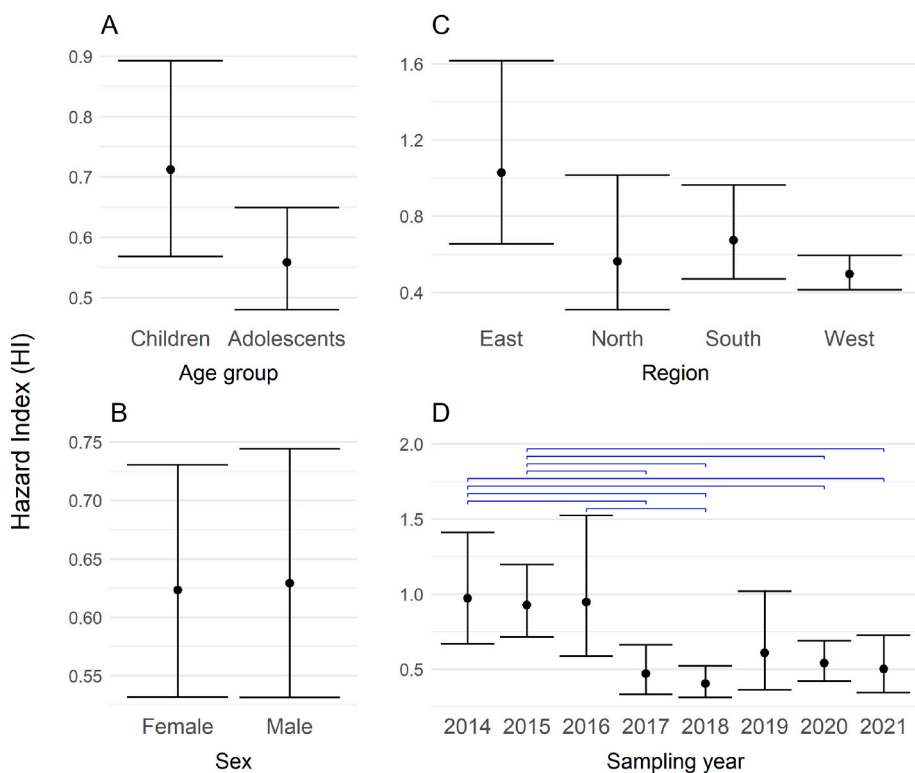 Hazard Index (HI)
A
0.9
0.8
0.7
0.6
0.5
Children Adolescents
Age group
C
1.6
1.2
0.8
0.4
East North South West
Region
B
0.75
0.70
0.65
0.60
0.55
Female Male
Sex
D
2.0
1.5
1.0
0.5
2014 2015 2016 2017 2018 2019 2020 2021
Sampling year